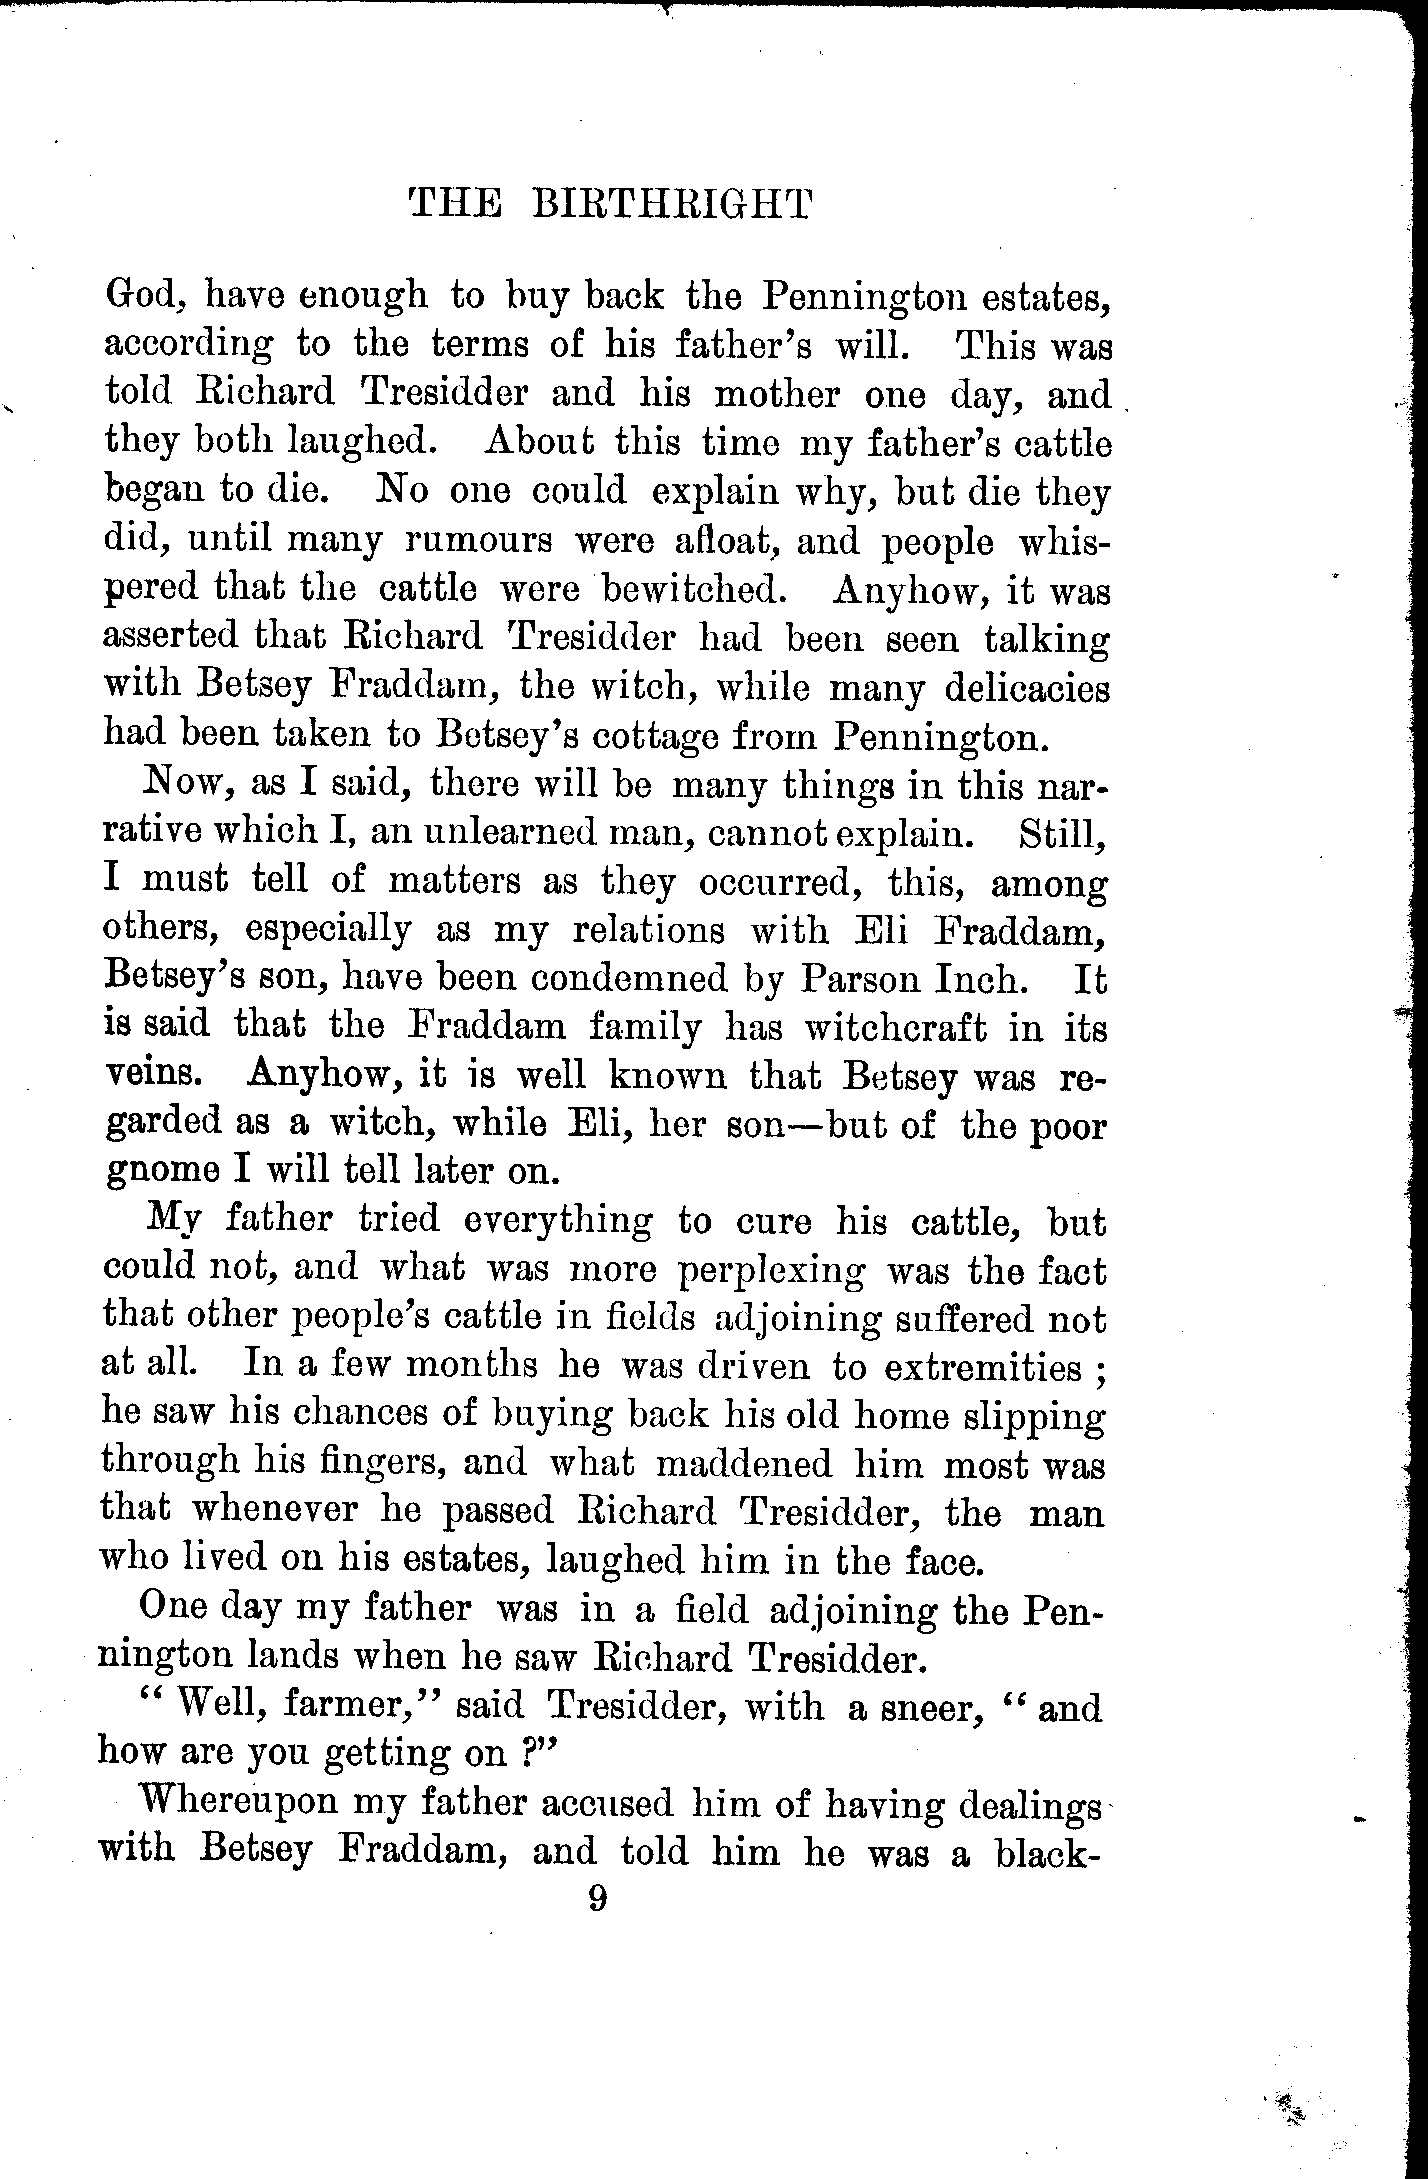 THE BIRTHRIGHT
God, have enough to buy back the Pennington estates,
according to the terms of his father's will. This was
told Richard Tresidder and his mother one day, and
they both laughed. About this time my father's cattle
began to die. No one could explain why, but die they
did, until many rumours were afloat, and people whis-
pered that the cattle were bewitched. Anyhow, it was
asserted that Richard Tresidder had been seen talking
with Betsey Fraddam, the witch, while many delicacies
had been taken to Betsey's cottage from Pennington.
Now, as I said, there will be many things in this nar-
rative which I, an unlearned man, cannot explain. Still,
I must tell of matters as they occurred, this, among
others, especially as my relations with Eli Fraddam,
Betsey's son, have been condemned by Parson Inch. It
is said that the Fraddam family has witchcraft in its
veins. Anyhow, it is well known that Betsey was re-
garded as a witch, while Eli, her son—but of the poor
gnome I will tell later on.
My father tried everything to cure his cattle, but
could not, and what was more perplexing was the fact
that other people's cattle in fields adjoining suffered not
at all. In a few months he was driven to extremities ;
he saw his chances of buying back his old home slipping
through his fingers, and what maddened him most was
that whenever he passed Richard Tresidder, the man
who lived on his estates, laughed him in the face.
One day my father was in a field adjoining the Pen-
nington lands when he saw Richard Tresidder.
“ Well, farmer,” said Tresidder, with a sneer, “ and
how are you getting on ?”
Whereupon my father accused him of having dealings
with Betsey Fraddam, and told him he was a black-
9